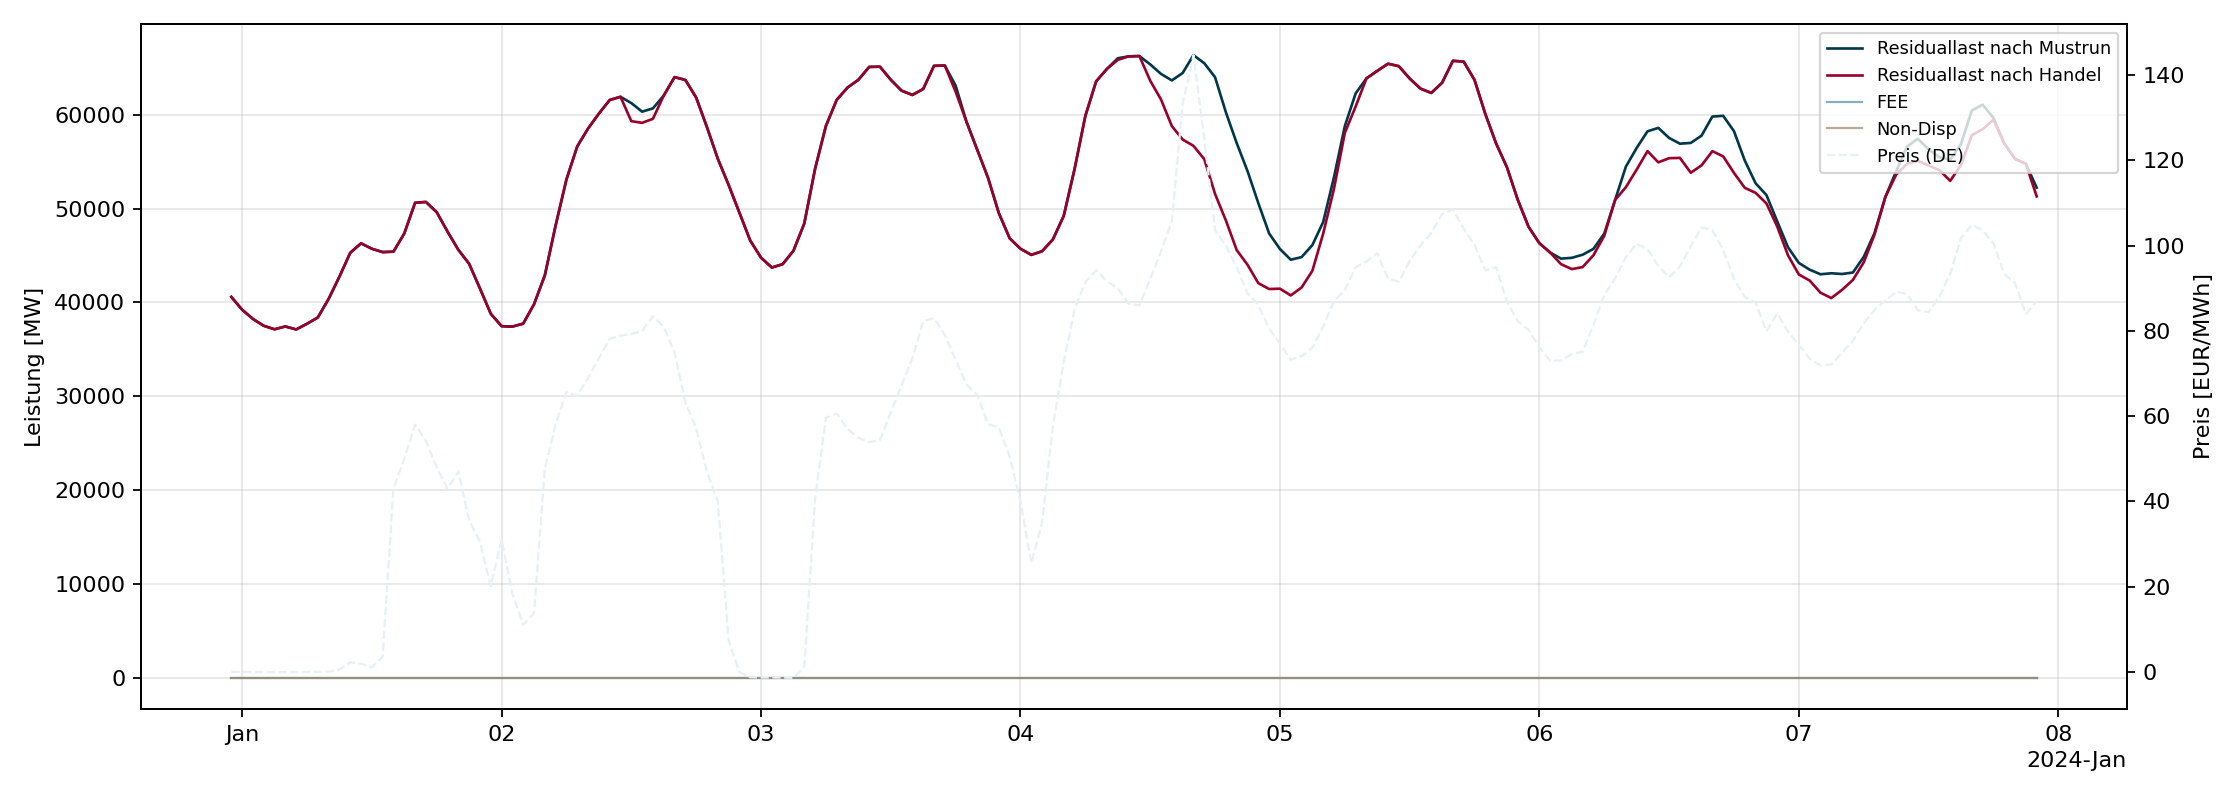 Residuallast nach Mustrun
Residuallast nach Handel
FEE
Non-Disp
Preis (DE)
Leistung [MW]
60000
50000
40000
30000
20000
10000
0
140
120
100
80
60
40
20
0
Preis [EUR/MWh]
Jan 02 03 04 05 06 07 08
2024-Jan